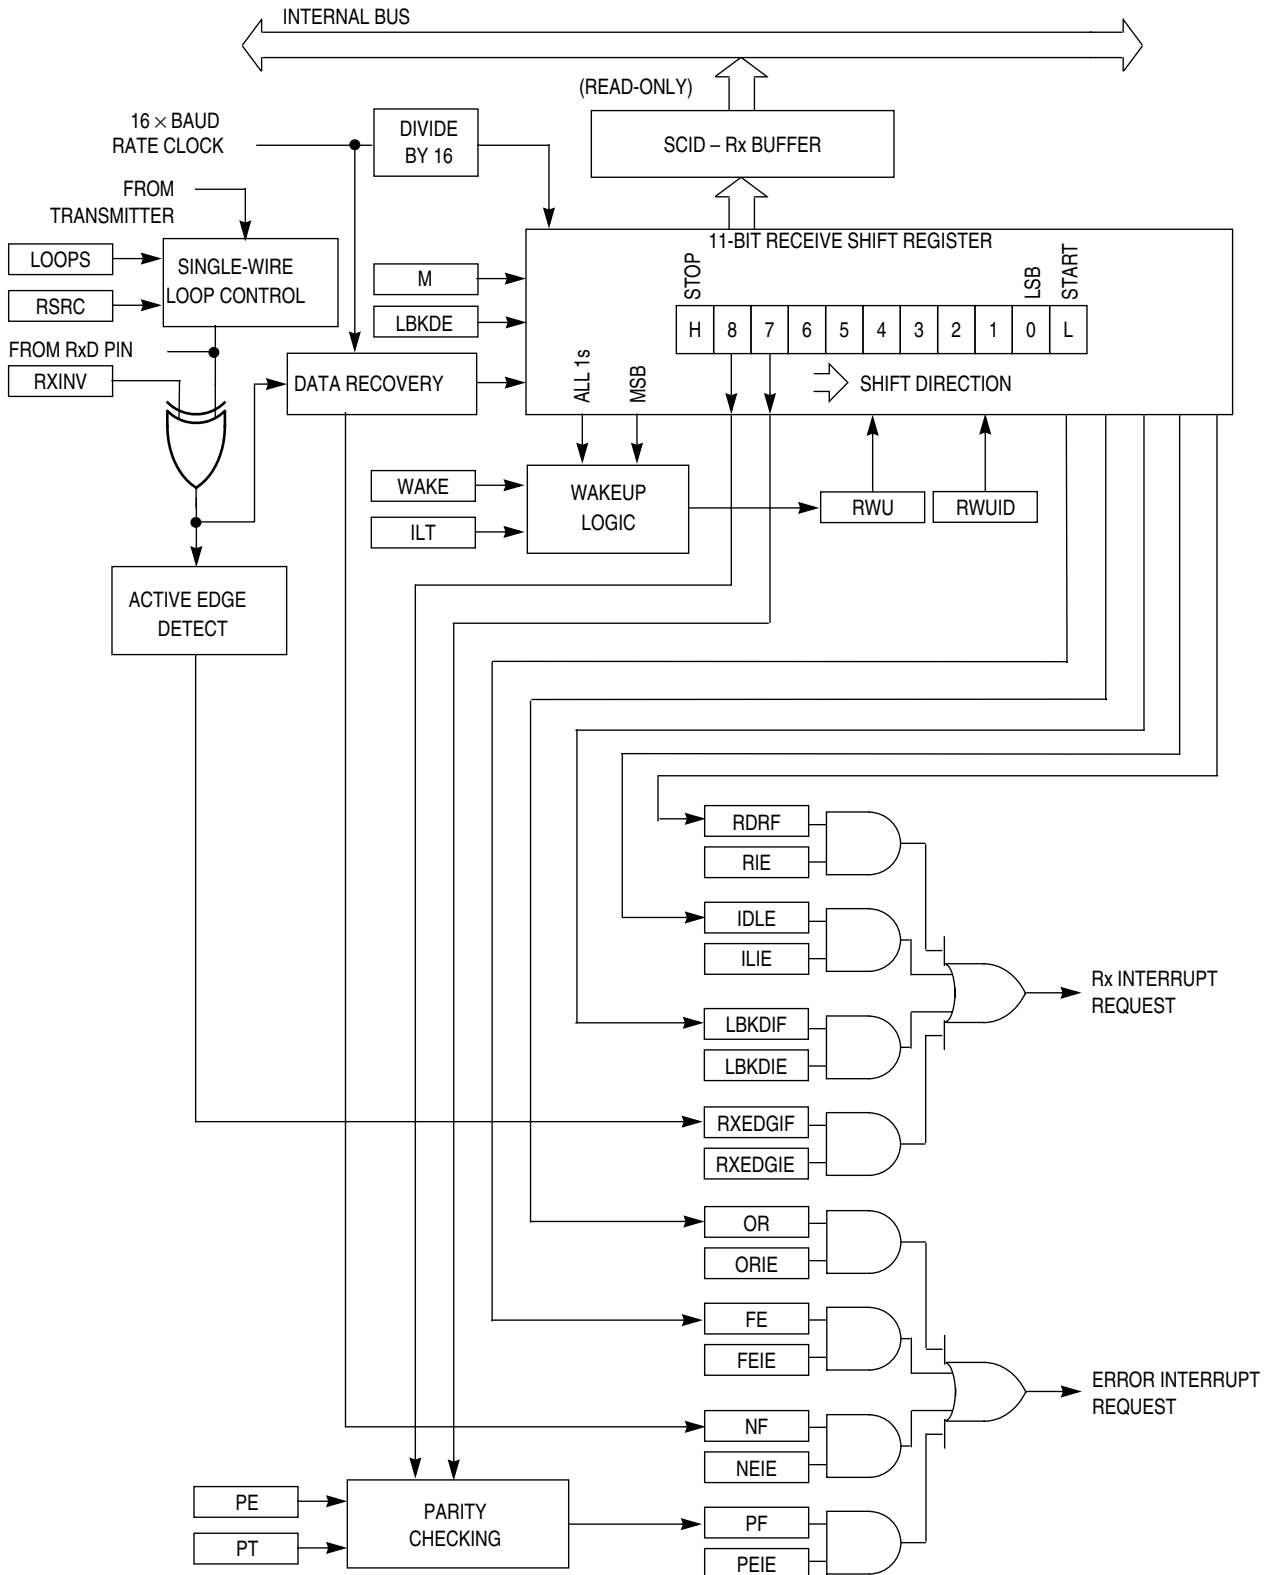 INTERNAL BUS
(READ-ONLY)
16 × BAUD
RATE CLOCK
DIVIDE
BY 16
SCID – Rx BUFFER
FROM
TRANSMITTER
11-BIT RECEIVE SHIFT REGISTER
LOOPS
RSRC
SINGLE-WIRE
LOOP CONTROL
M
LBKDE
STOP
LSB
START
H 8 7 6 5 4 3 2 1 0 L
FROM RxD PIN
RXINV
DATA RECOVERY
ALL 1s
MSB
SHIFT DIRECTION
WAKE
ILT
WAKEUP
LOGIC
RWU
RWUID
ACTIVE EDGE
DETECT
RDRF
RIE
IDLE
ILIE
Rx INTERRUPT
REQUEST
LBKDIF
LBKDIE
RXEDGIF
RXEDGIE
OR
ORIE
FE
FEIE
ERROR INTERRUPT
REQUEST
NF
NEIE
PE
PT
PARITY
CHECKING
PF
PEIE